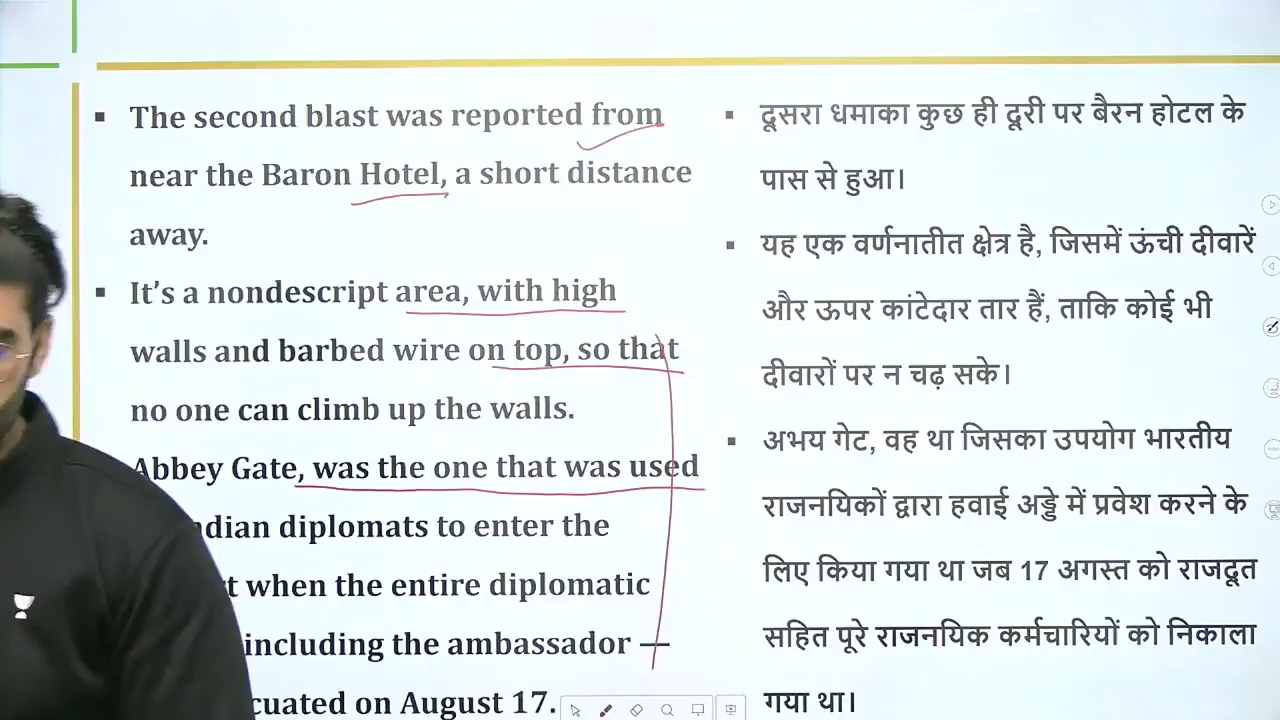 The second blast was reported from
near the Baron Hotel, a short distance
away.
It's a nondescript area, with high
walls and barbed wire on top, so that
no one can climb up the walls.
Abbey Gate, was the one that was used
diplomats to enter the
when the entire diplomatic
including the ambassador —
on August 17.
दूसरा धमाका कुछ ही दूरी पर बैरन होटल के
पास से हुआ।
यह एक वर्णनातीत क्षेत्र है, जिसमें ऊंची दीवारें
और ऊपर कांटेदार तार हैं, ताकि कोई भी
दीवारों पर न चढ़ सके।
अभय गेट, वह था जिसका उपयोग भारतीय
राजनयिकों द्वारा हवाई अड्डे में प्रवेश करने के
लिए किया गया था जब 17 अगस्त को राजदूत
सहित पूरे राजनयिक कर्मचारियों को निकाला
गया था।